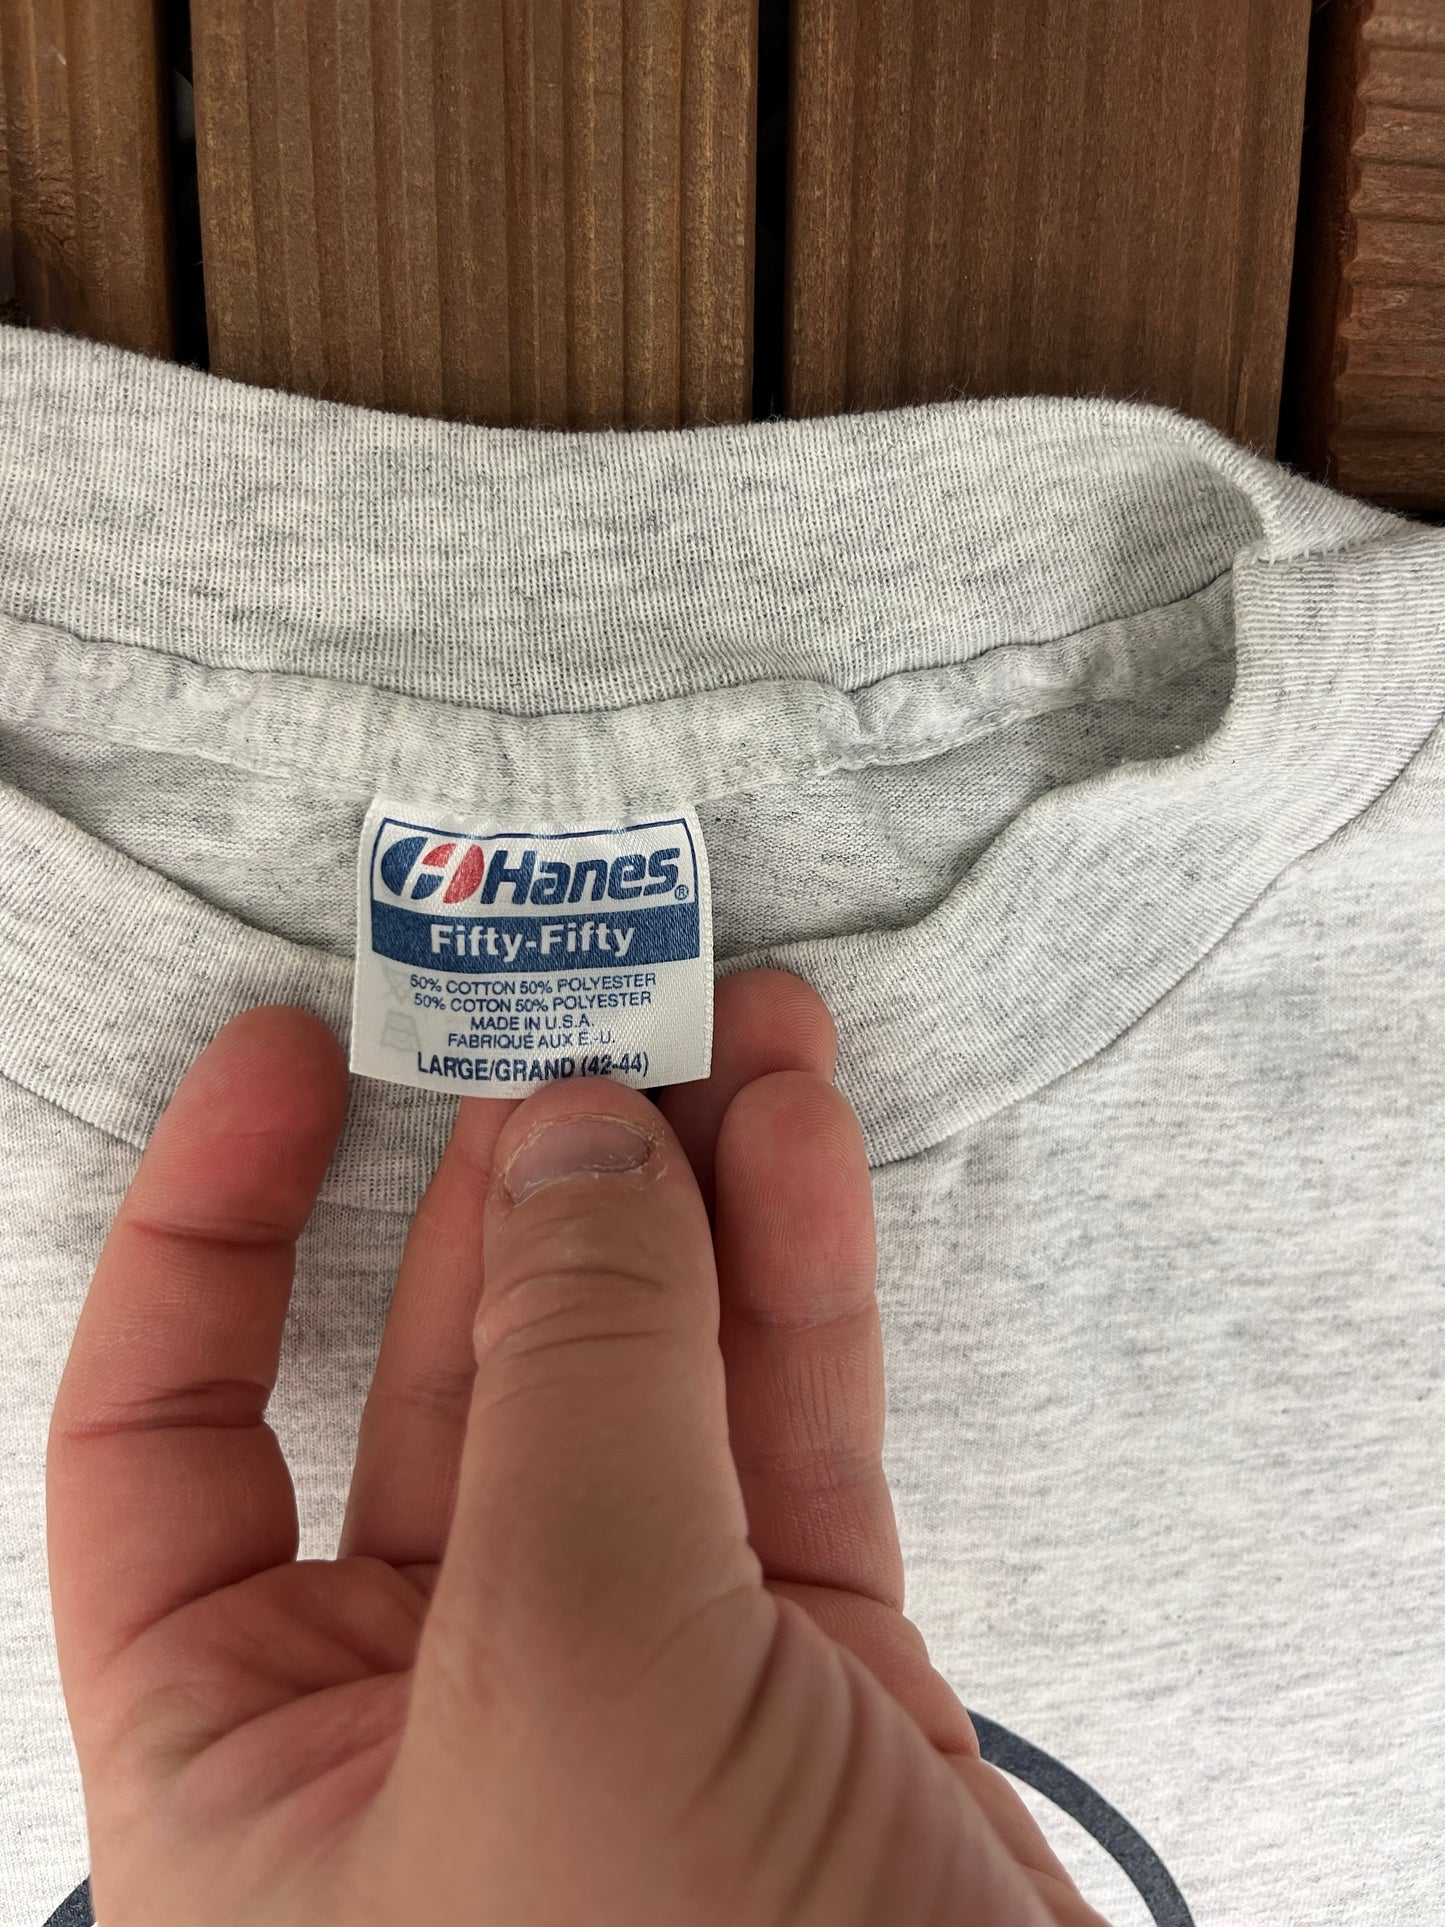 Hanes®
Fifty-Fifty
50% COTTON 50% POLYESTER
50% COTON 50% POLYESTER
MADE IN U.S.A.
FABRIQUÉ AUX É.-U.
LARGE/GRAND (42-44)